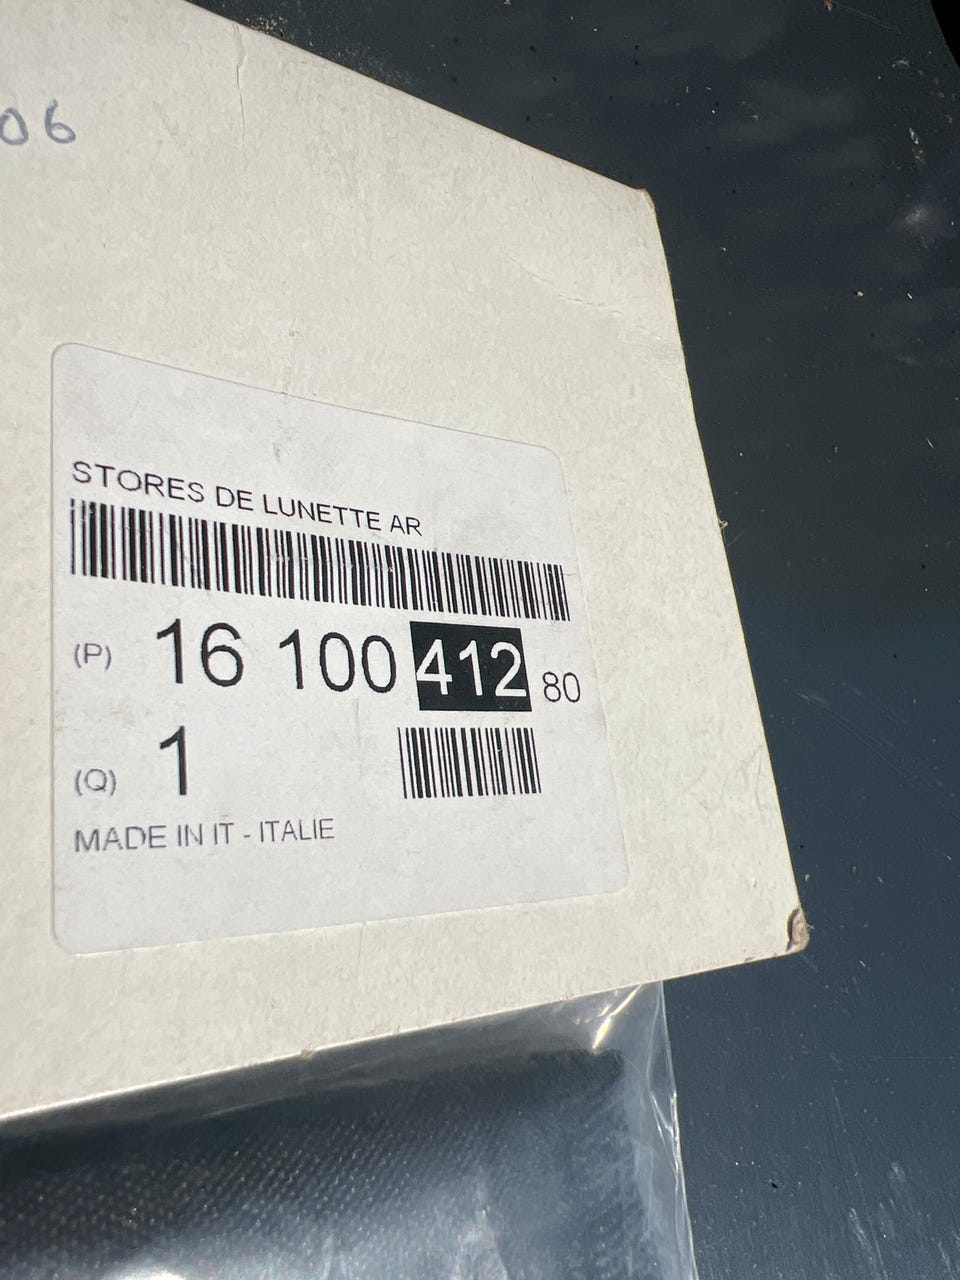 06
STORES DE LUNETTE AR
(P) 16 100 412 80
(Q) 1
MADE IN IT - ITALIE